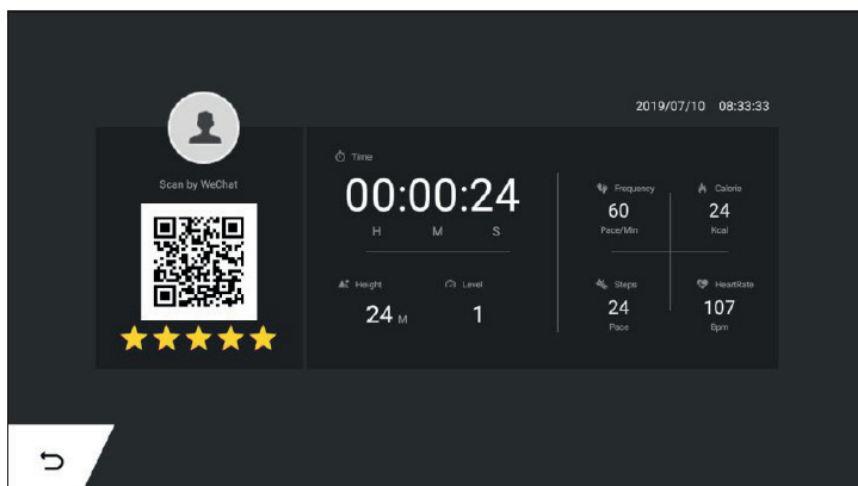 2019/07/10 08:33:33
Scan by WeChat
Time
00:00:24
H M S
Height
24 M
Level
1
Frequency
60
Pace/Min
Calorie
24
Kcal
Steps
24
Pace
HeartRate
107
Bpm